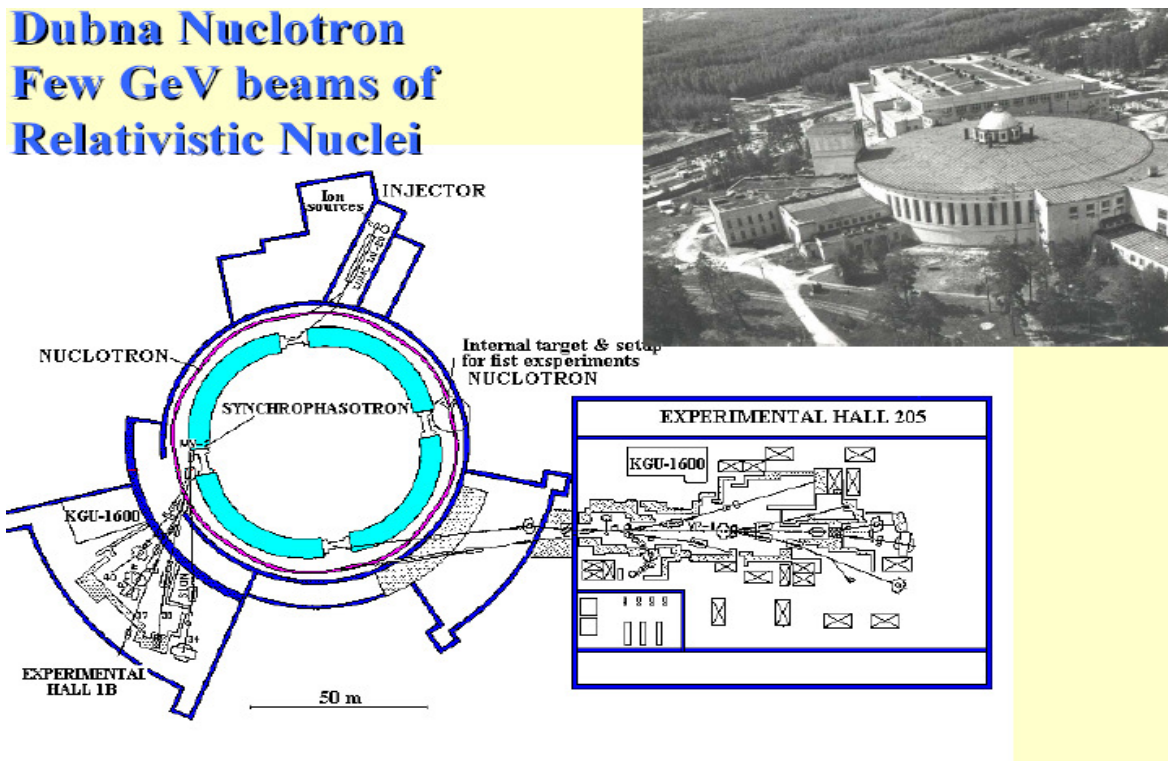 Dubna Nuclotron
Few GeV beams of
Relativistic Nuclei
Ion
sources
INJECTOR
NUCLOTRON
Internal target & setup
for fist exsperiments
NUCLOTRON
SYNCHROPHASOTRON
EXPERIMENTAL HALL 205
KGU-1600
KGU-1600
EXPERIMENTAL
HALL 1B
50 m